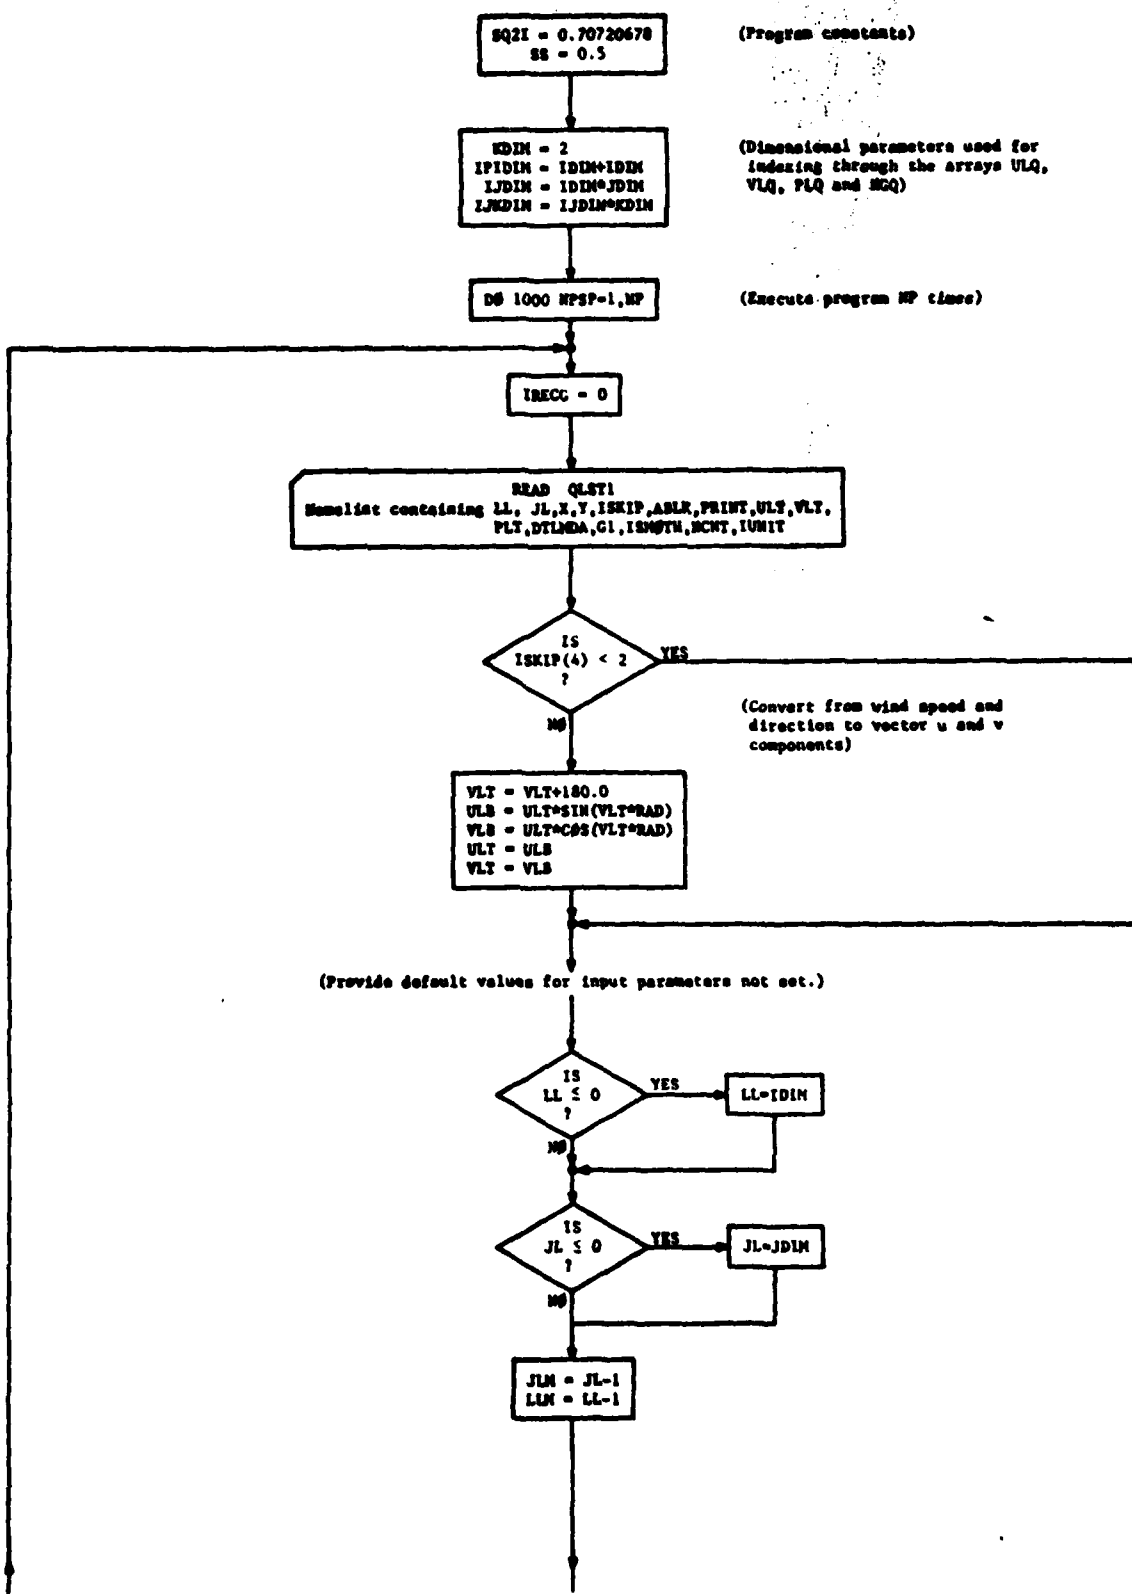 SQ2I = 0.70720678
SS = 0.5
(Program constants)
KDIM = 2
IPIDIM = IDIM+IDIM
IJDIM = IDIM*JDIM
IJKDIM = IJDIM*KDIM
(Dimensional parameters used for
indexing through the arrays ULQ,
VLQ, PLQ and HGQ)
DØ 1000 NPSP=1,NP
(Execute program NP times)
IRECG = 0
READ QLST1
Namelist containing LL, JL,X,Y,ISKIP,ABLK,PRINT,ULT,VLT,
PLT,DTLMDA,G1,ISMØTH,NCNT,IUNIT
IS
ISKIP(4) < 2
?
YES
NØ
(Convert from wind speed and
direction to vector u and v
components)
VLT = VLT+180.0
ULB = ULT*SIN(VLT*RAD)
VLB = ULT*CØS(VLT*RAD)
ULT = ULB
VLT = VLB
(Provide default values for input parameters not set.)
IS
LL ≤ 0
?
YES
LL=IDIM
NØ
IS
JL ≤ 0
?
YES
JL=JDIM
NØ
JLM = JL-1
LLM = LL-1